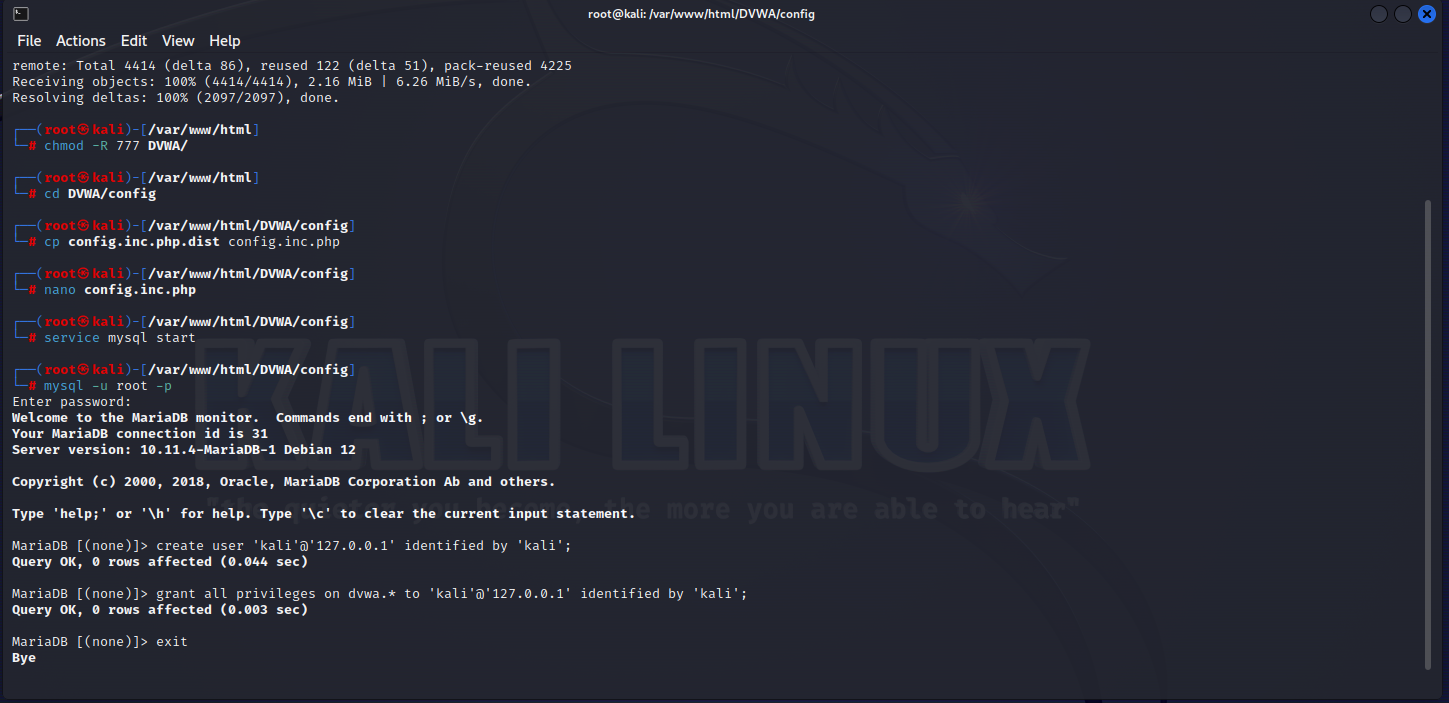 root@kali: /var/www/html/DVWA/config
File Actions Edit View Help
remote: Total 4414 (delta 86), reused 122 (delta 51), pack-reused 4225
Receiving objects: 100% (4414/4414), 2.16 MiB | 6.26 MiB/s, done.
Resolving deltas: 100% (2097/2097), done.
┌──(root㉿kali)-[/var/www/html]
└─# chmod -R 777 DVWA/
┌──(root㉿kali)-[/var/www/html]
└─# cd DVWA/config
┌──(root㉿kali)-[/var/www/html/DVWA/config]
└─# cp config.inc.php.dist config.inc.php
┌──(root㉿kali)-[/var/www/html/DVWA/config]
└─# nano config.inc.php
┌──(root㉿kali)-[/var/www/html/DVWA/config]
└─# service mysql start
┌──(root㉿kali)-[/var/www/html/DVWA/config]
└─# mysql -u root -p
Enter password:
Welcome to the MariaDB monitor.  Commands end with ; or \g.
Your MariaDB connection id is 31
Server version: 10.11.4-MariaDB-1 Debian 12
Copyright (c) 2000, 2018, Oracle, MariaDB Corporation Ab and others.
Type 'help;' or '\h' for help. Type '\c' to clear the current input statement.
MariaDB [(none)]> create user 'kali'@'127.0.0.1' identified by 'kali';
Query OK, 0 rows affected (0.044 sec)
MariaDB [(none)]> grant all privileges on dvwa.* to 'kali'@'127.0.0.1' identified by 'kali';
Query OK, 0 rows affected (0.003 sec)
MariaDB [(none)]> exit
Bye
KALI LINUX
"the quieter you become, the more you are able to hear"